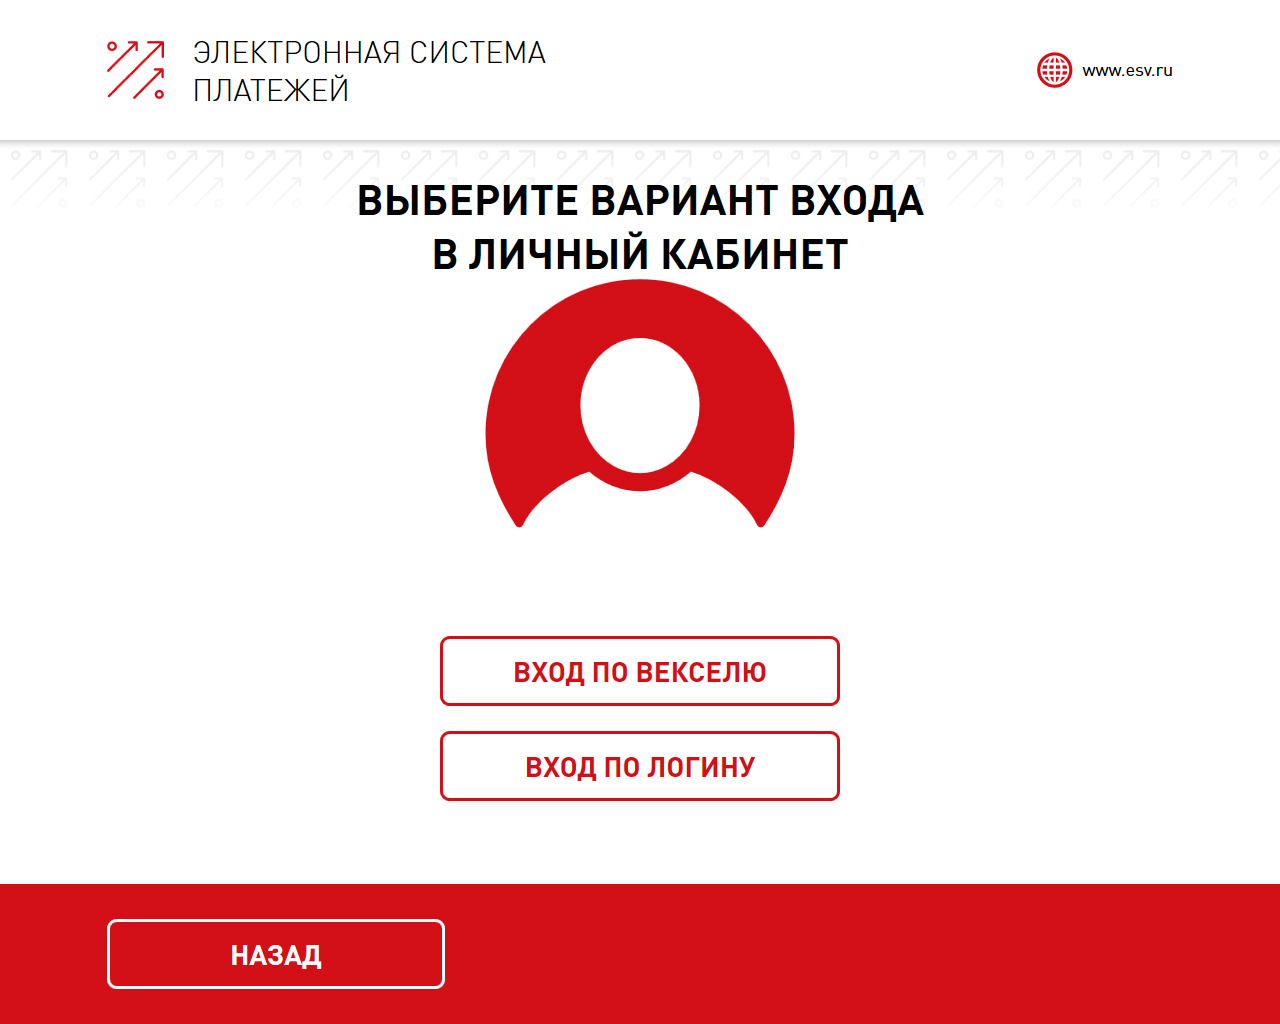 ЭЛЕКТРОННАЯ СИСТЕМА
ПЛАТЕЖЕЙ
www.esv.ru
ВЫБЕРИТЕ ВАРИАНТ ВХОДА
В ЛИЧНЫЙ КАБИНЕТ
ВХОД ПО ВЕКСЕЛЮ
ВХОД ПО ЛОГИНУ
НАЗАД